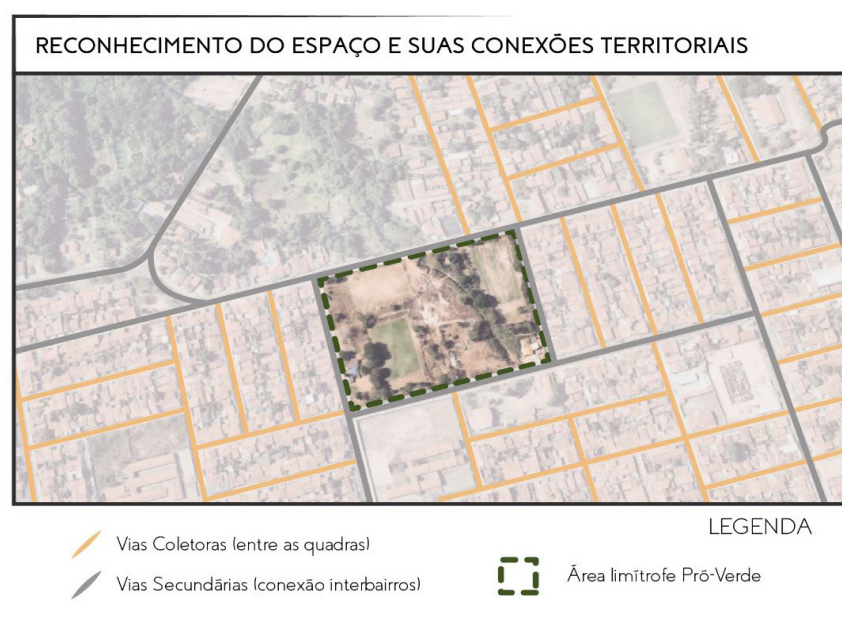 RECONHECIMENTO DO ESPAÇO E SUAS CONEXÕES TERRITORIAIS
LEGENDA
Vias Coletoras (entre as quadras)
Vias Secundárias (conexão interbairros)
Área limítrofe Pró-Verde